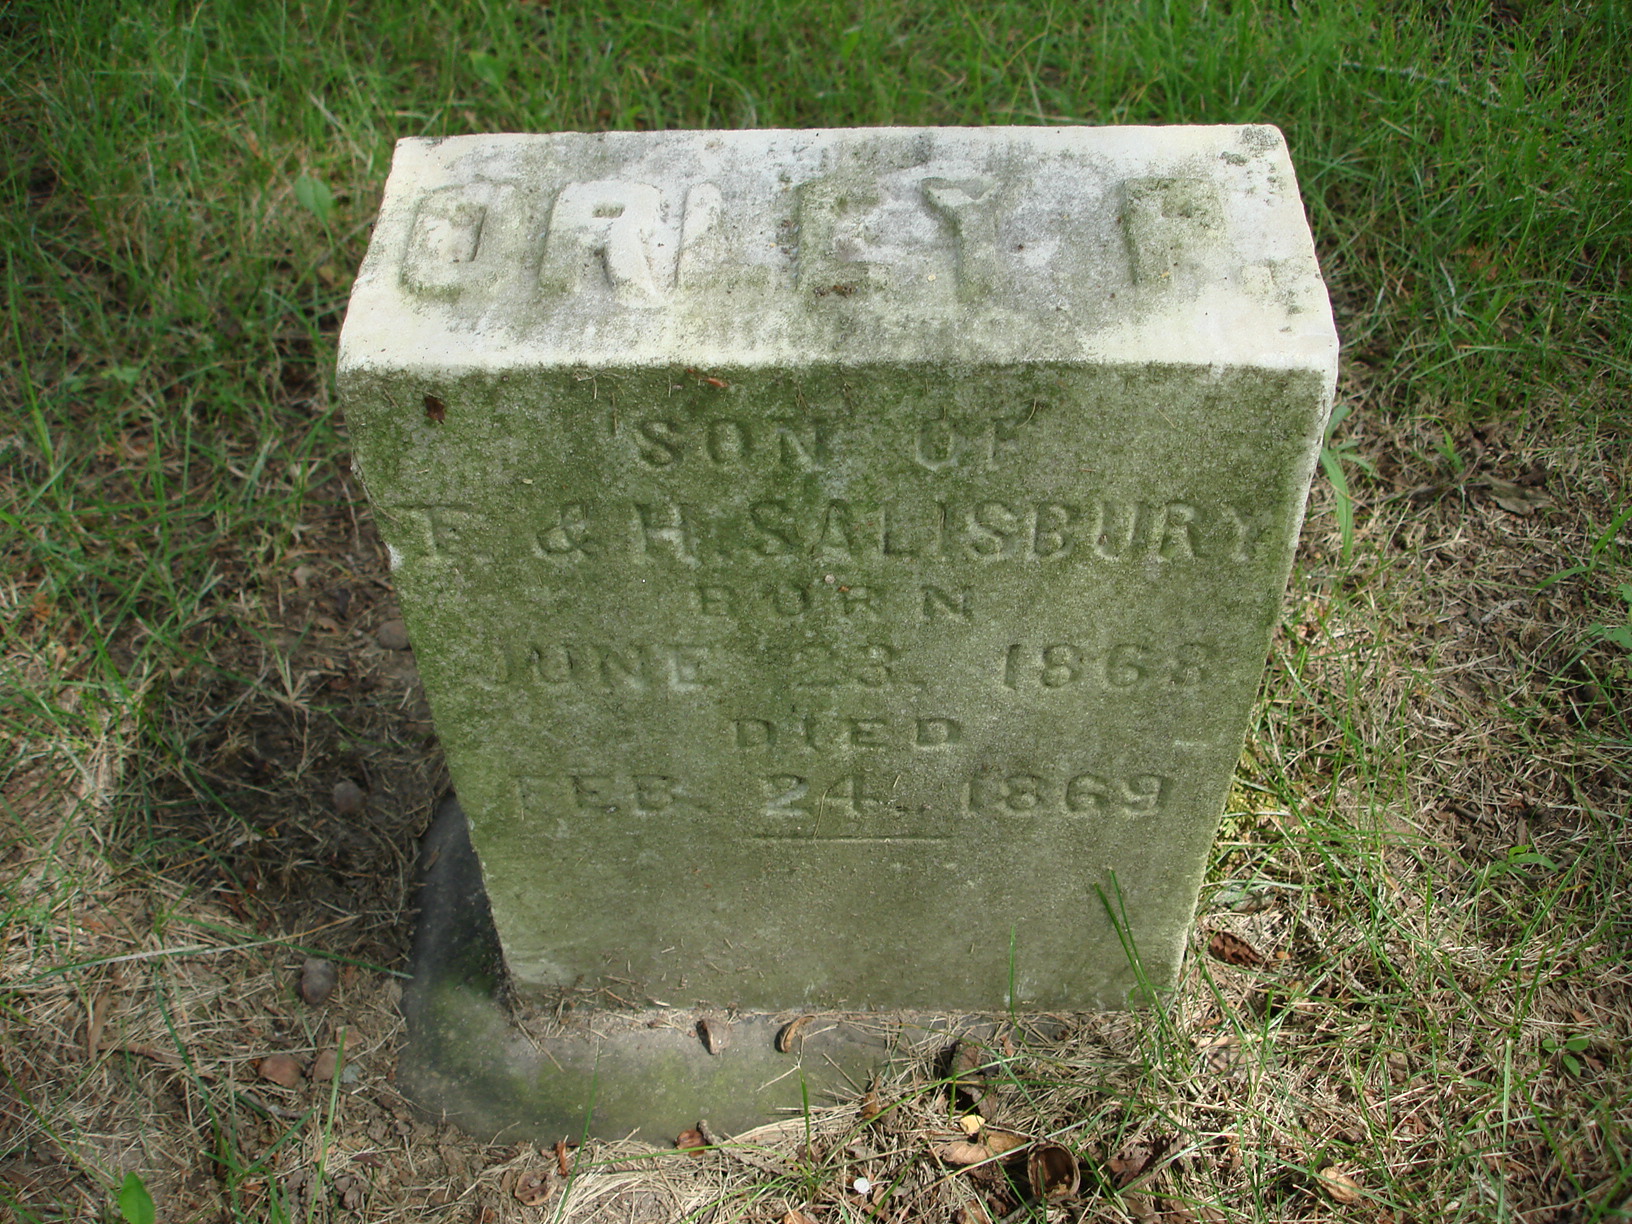 ORLEY P.
SON OF
T. & H. SALISBURY
BORN
JUNE 23, 1868
DIED
FEB. 24, 1869